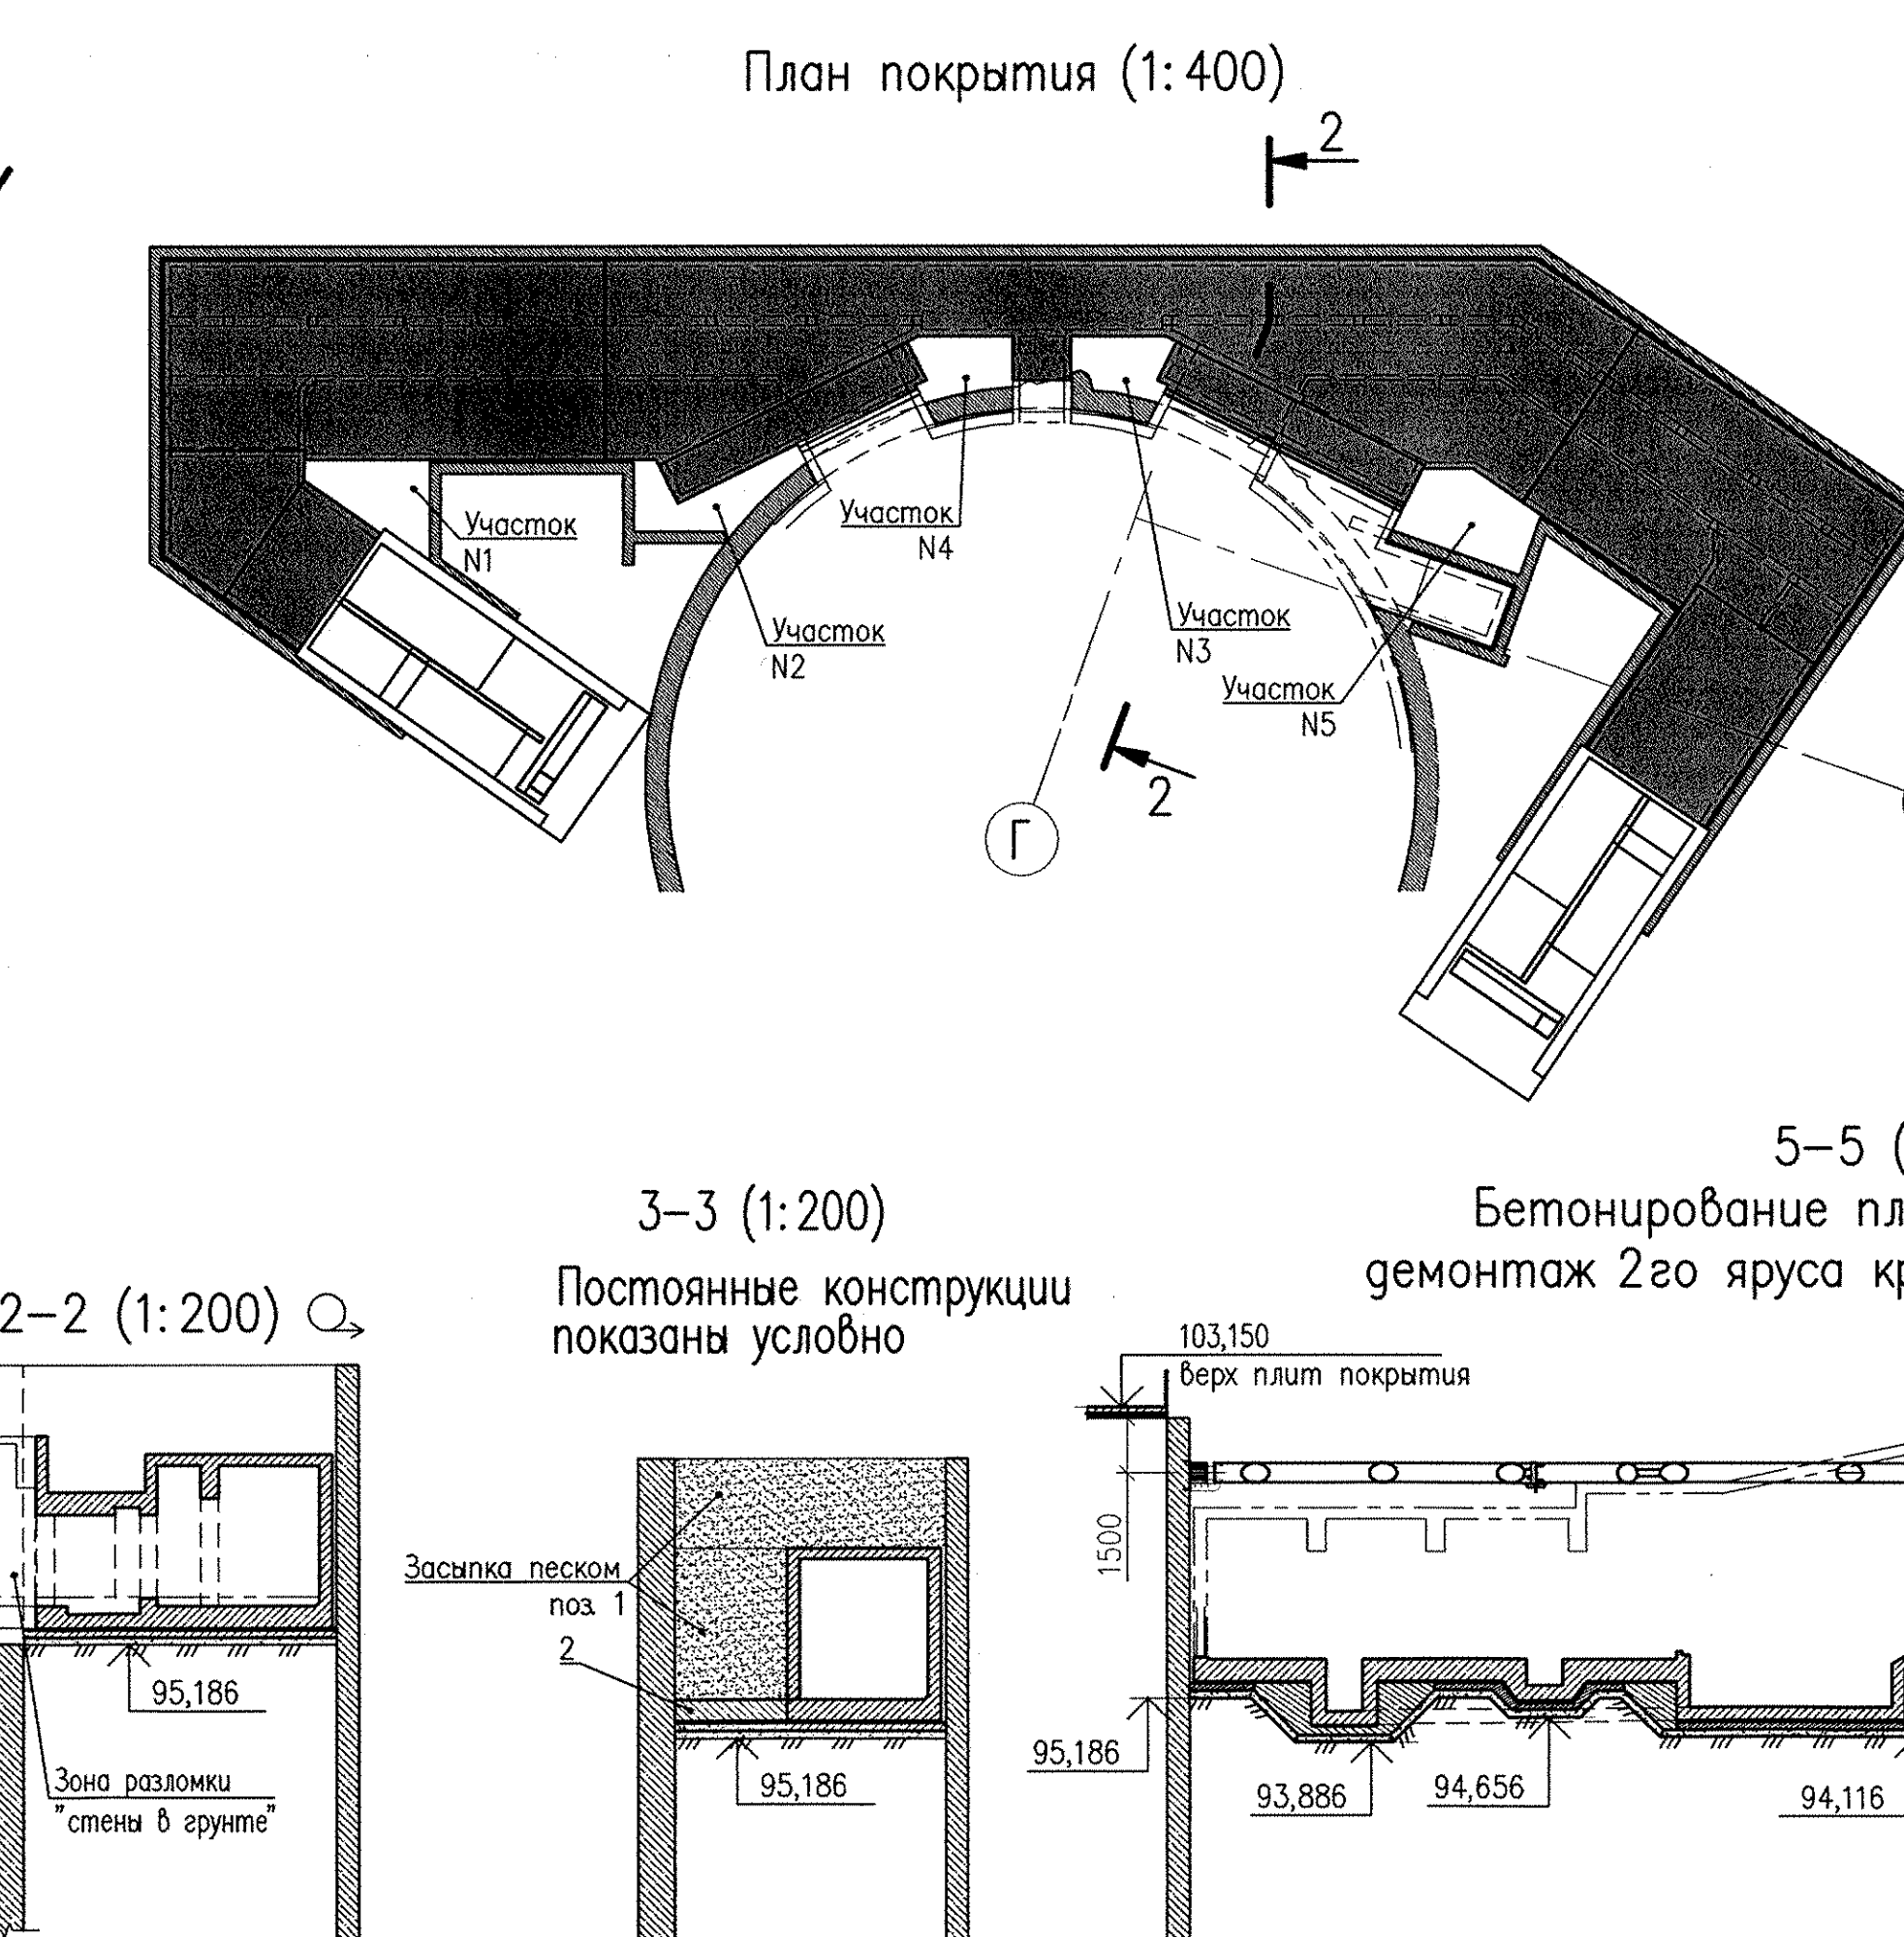 План покрытия (1:400)
2
Участок
N1
Участок
N2
Участок
N4
Участок
N3
Участок
N5
2
Г
2-2 (1:200)
3-3 (1:200)
Постоянные конструкции
показаны условно
5-5 (
Бетонирование пл
демонтаж 2го яруса кр
103,150
верх плит покрытия
1500
Засыпка песком
поз. 1
2
95,186
Зона разломки
"стены в грунте"
95,186
95,186
93,886
94,656
94,116